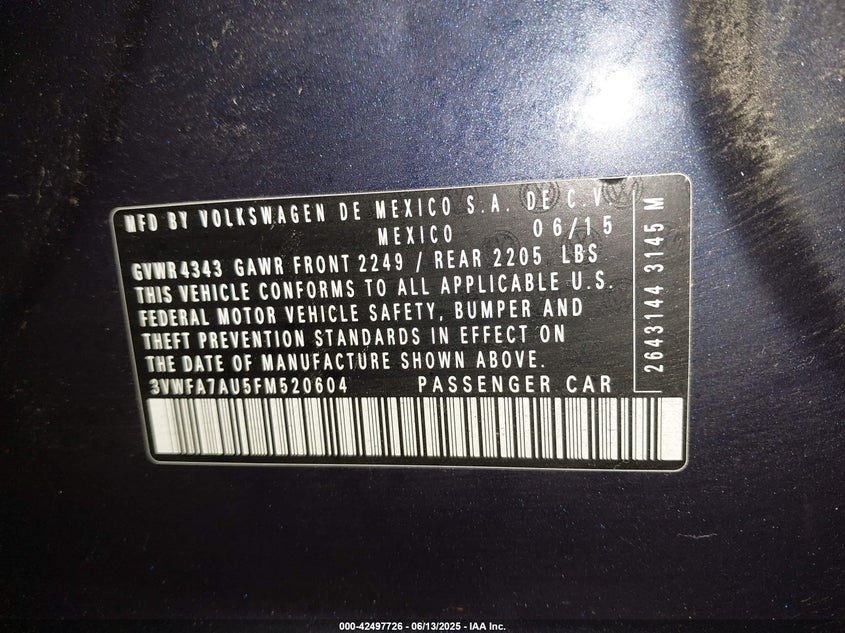 MFD BY VOLKSWAGEN DE MEXICO S.A. DE C.V
MEXICO 06/15
GVWR 4343 GAWR FRONT 2249 / REAR 2205 LBS
THIS VEHICLE CONFORMS TO ALL APPLICABLE U.S.
FEDERAL MOTOR VEHICLE SAFETY, BUMPER AND
THEFT PREVENTION STANDARDS IN EFFECT ON
THE DATE OF MANUFACTURE SHOWN ABOVE.
3VWFA7AU5FM520604 PASSENGER CAR
2643144 3145 M
000-42497726 - 06/13/2025 - IAA Inc.